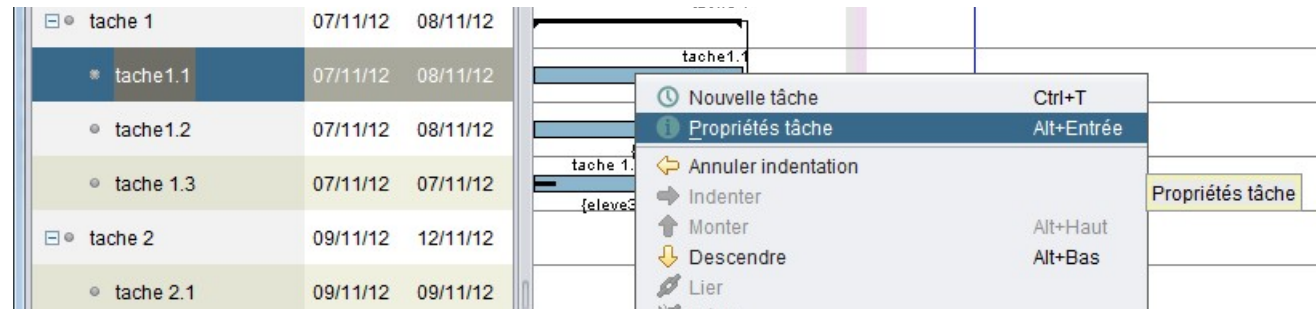 tache 1 07/11/12 08/11/12
tache1.1
tache1.1 07/11/12 08/11/12
Nouvelle tâche Ctrl+T
tache1.2 07/11/12 08/11/12
Propriétés tâche Alt+Entrée
tache 1.
Annuler indentation
tache 1.3 07/11/12 07/11/12
Indenter
Propriétés tâche
{eleve3
Monter Alt+Haut
tache 2 09/11/12 12/11/12
Descendre Alt+Bas
tache 2.1 09/11/12 09/11/12
Lier